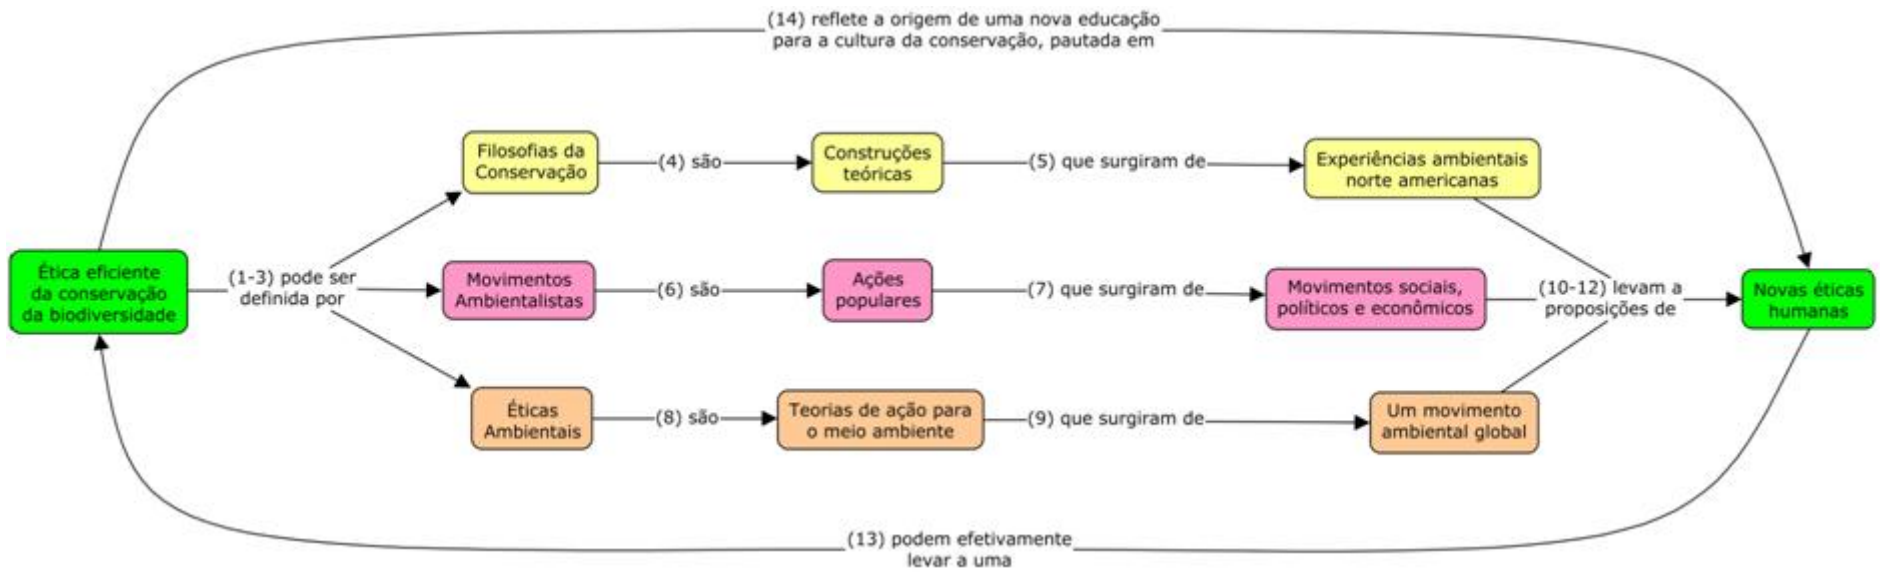 (14) reflete a origem de uma nova educação
para a cultura da conservação, pautada em
Filosofias da
Conservação
(4) são
Construções
teóricas
(5) que surgiram de
Experiências ambientais
norte americanas
Ética eficiente
da conservação
da biodiversidade
(1-3) pode ser
definida por
Movimentos
Ambientalistas
(6) são
Ações
populares
(7) que surgiram de
Movimentos sociais,
políticos e econômicos
(10-12) levam a
proposições de
Novas éticas
humanas
Éticas
Ambientais
(8) são
Teorias de ação para
o meio ambiente
(9) que surgiram de
Um movimento
ambiental global
(13) podem efetivamente
levar a uma